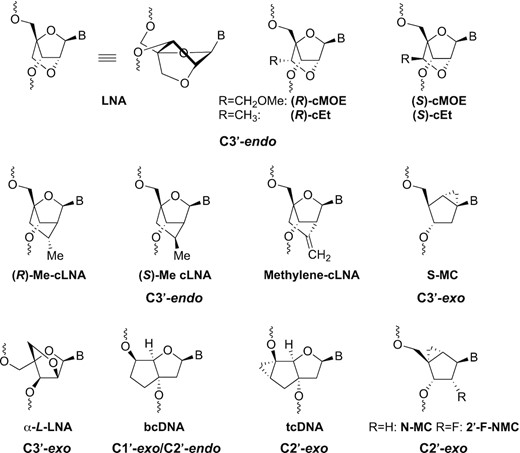 O O B O O
LNA
O O B O O
O O B R O O
O O B R O O
R=CH₂OMe: (R)-cMOE (S)-cMOE
R=CH₃: (R)-cEt (S)-cEt
C3'-endo
O O B O Me
O O B O Me
O O B O CH₂
O B O
(R)-Me-cLNA (S)-Me cLNA Methylene-cLNA S-MC
C3'-endo C3'-exo
O O O B O
O H O B O
O H O B O
O B O R
α-L-LNA bcDNA tcDNA R=H: N-MC R=F: 2'-F-NMC
C3'-exo C1'-exo/C2'-endo C2'-exo C2'-exo